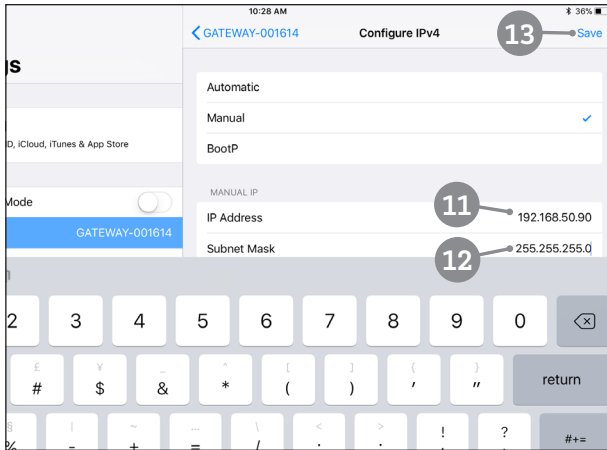 10:28 AM
36%
GATEWAY-001614
Configure IPv4
13
Save
gs
Automatic
Manual
D, iCloud, iTunes & App Store
BootP
MANUAL IP
Mode
IP Address
11
192.168.50.90
GATEWAY-001614
Subnet Mask
12
255.255.255.0
2 3 4 5 6 7 8 9 0
£ ¥ _ ^ [ ] { }
# $ & * ( ) ' "
return
§ | ~ … \ < >
% - + = / ! ?
#+=